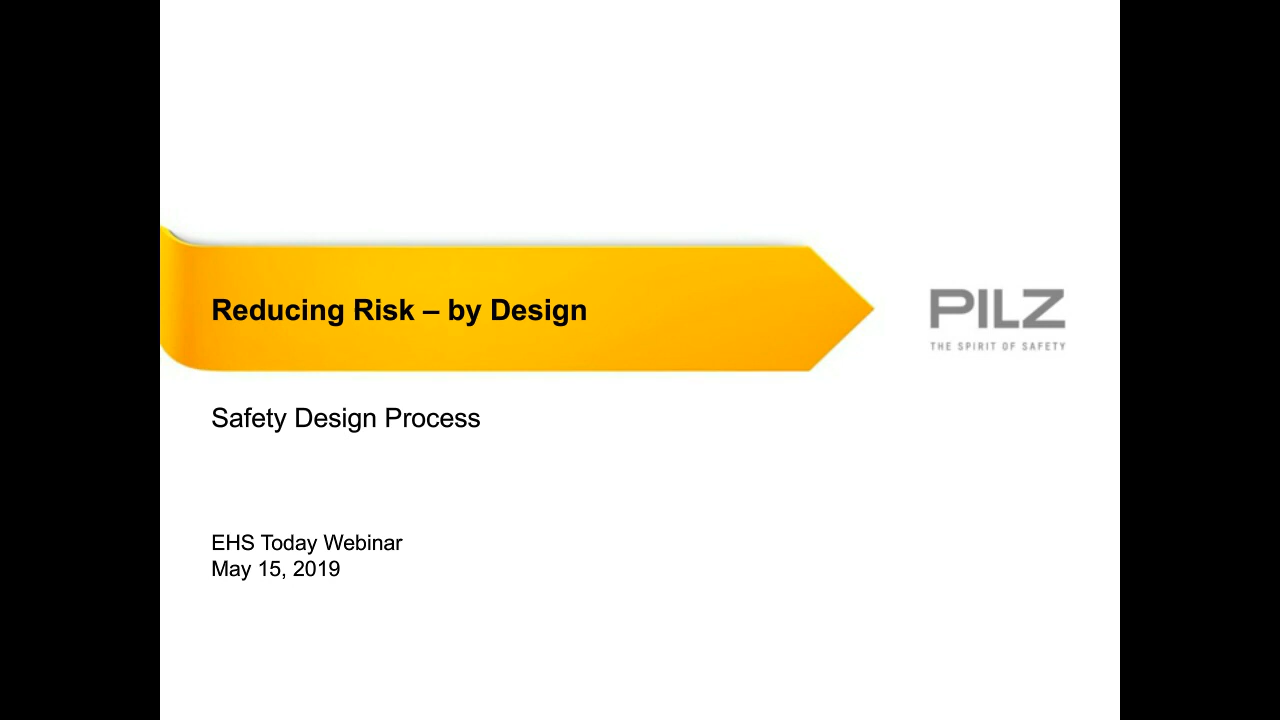 Reducing Risk – by Design
PILZ
THE SPIRIT OF SAFETY
Safety Design Process
EHS Today Webinar
May 15, 2019